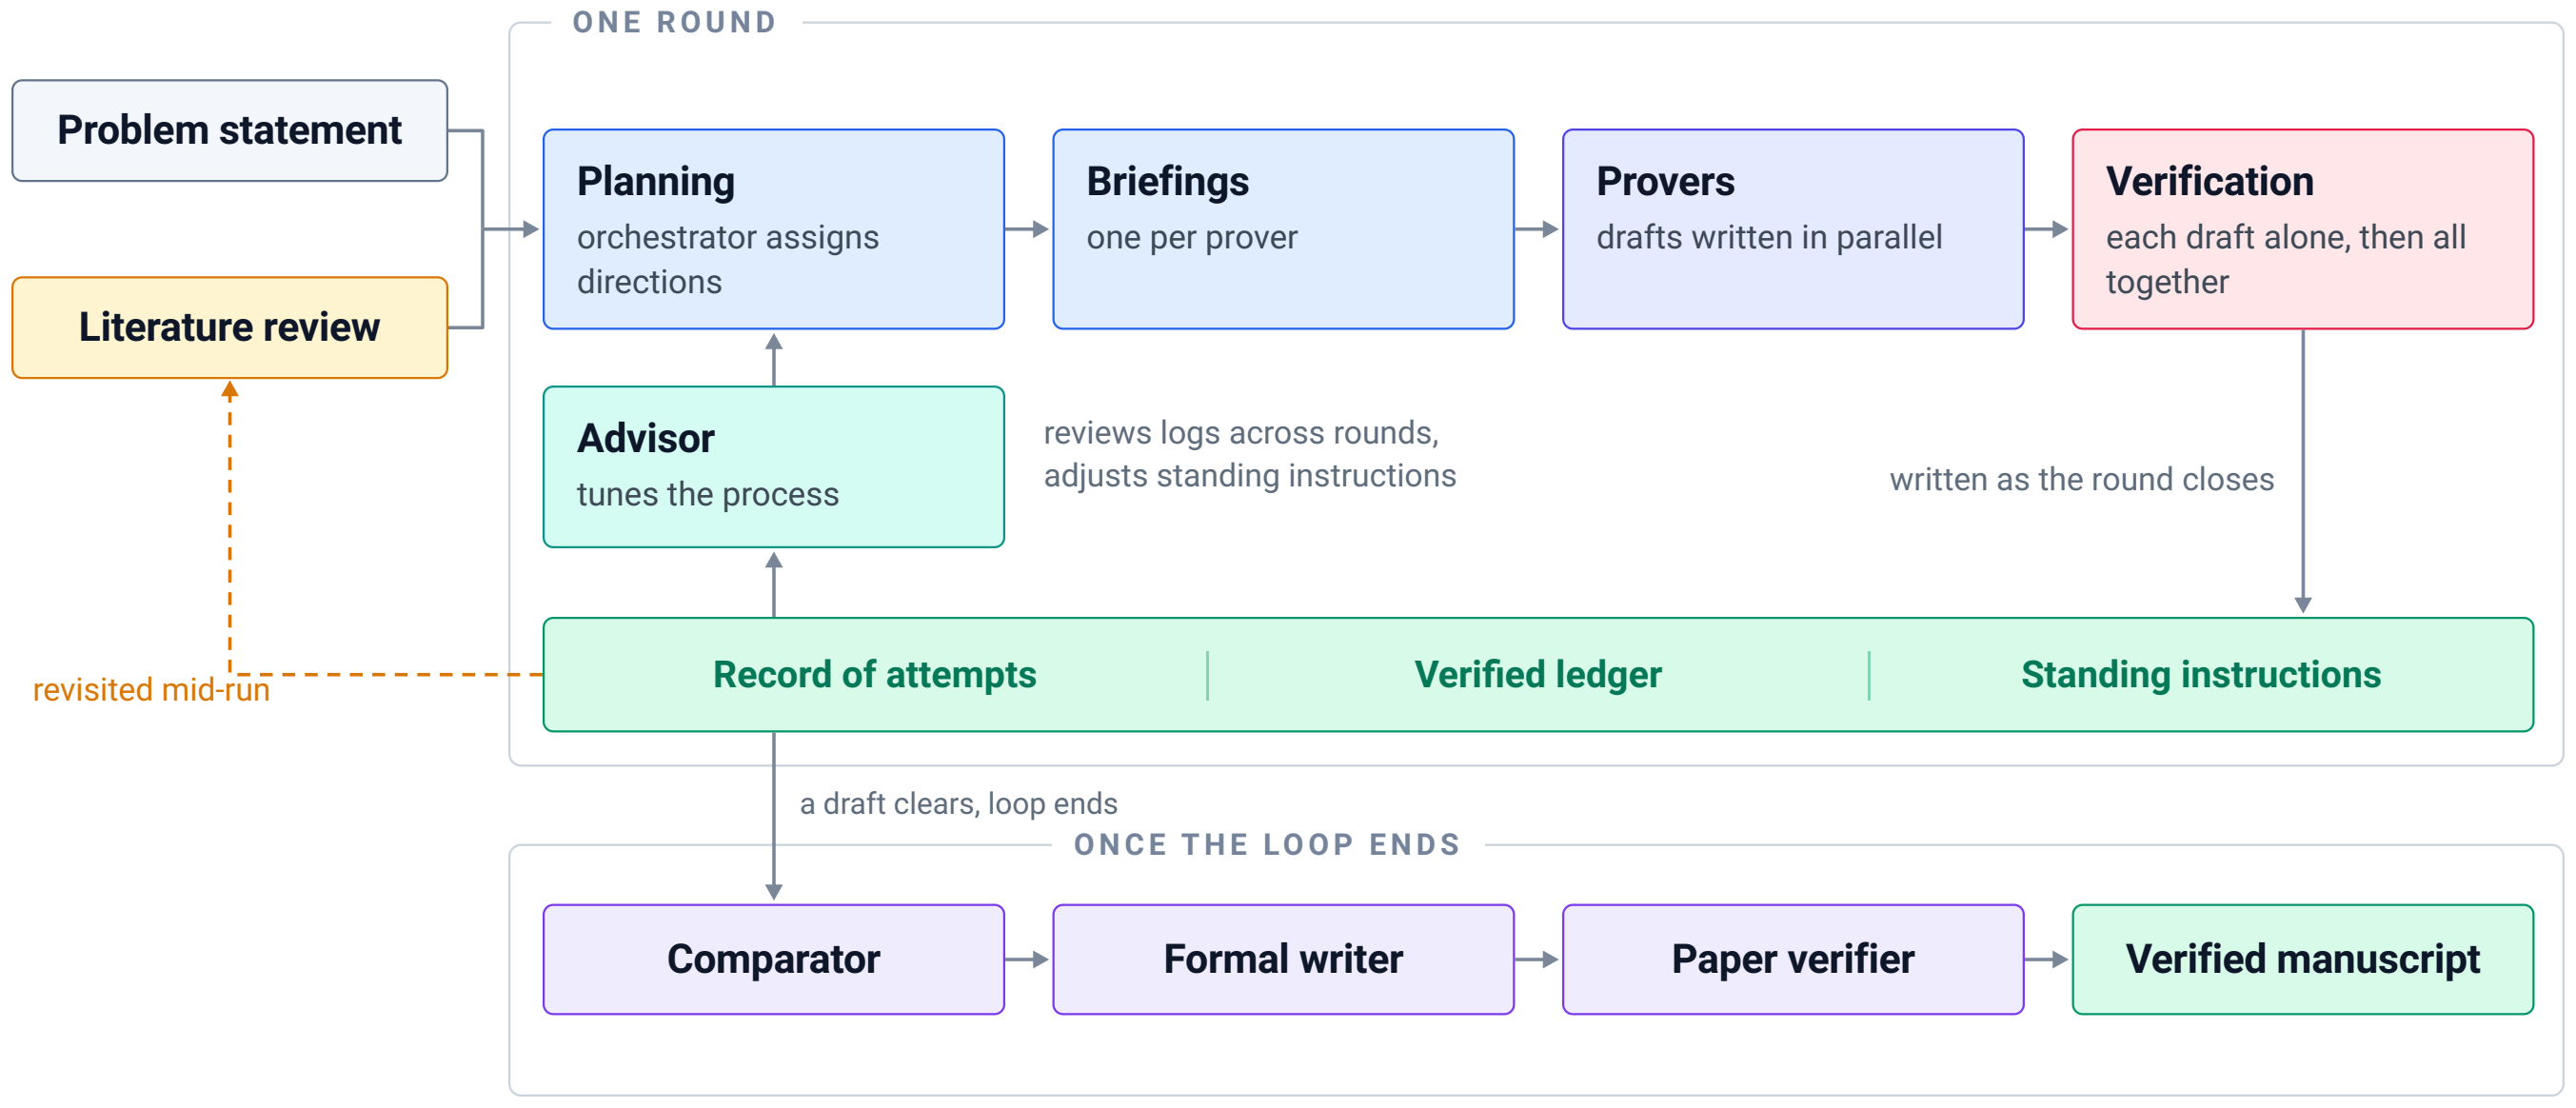 ONE ROUND
Problem statement
Literature review
Planning
orchestrator assigns
directions
Briefings
one per prover
Provers
drafts written in parallel
Verification
each draft alone, then all
together
Advisor
tunes the process
reviews logs across rounds,
adjusts standing instructions
written as the round closes
revisited mid-run
Record of attempts
Verified ledger
Standing instructions
a draft clears, loop ends
ONCE THE LOOP ENDS
Comparator
Formal writer
Paper verifier
Verified manuscript